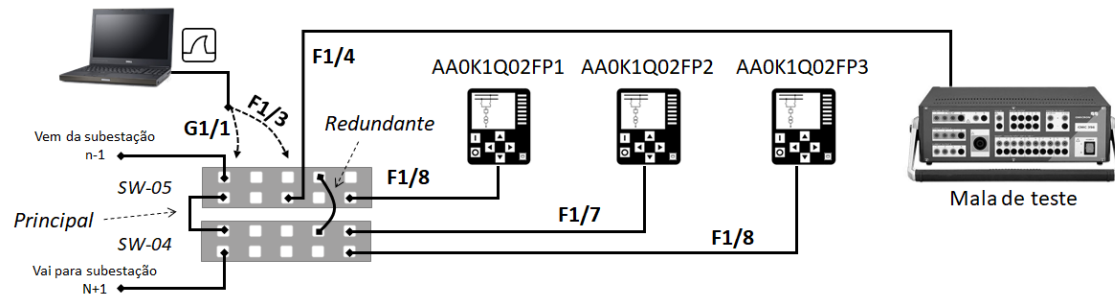 F1/4
AA0K1Q02FP1
AA0K1Q02FP2
AA0K1Q02FP3
F1/3
G1/1
Redundante
Vem da subestação
n-1
F1/8
SW-05
Mala de teste
Principal
F1/7
SW-04
F1/8
Vai para subestação
N+1